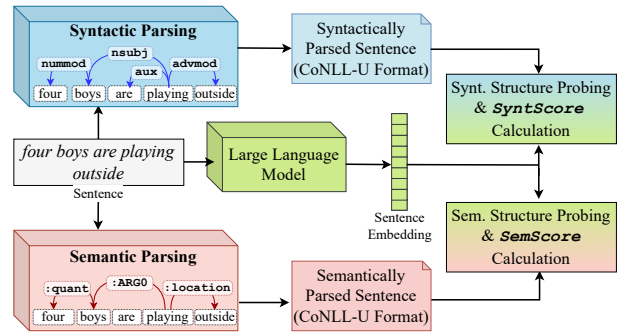 Syntactic Parsing
nsubj
nummod
advmod
aux
four boys are playing outside
Syntactically
Parsed Sentence
(CoNLL-U Format)
Synt. Structure Probing
& SyntScore
Calculation
four boys are playing
outside
Sentence
Large Language
Model
Sentence
Embedding
Sem. Structure Probing
& SemScore
Calculation
Semantic Parsing
:ARG0
:quant
:location
four boys are playing outside
Semantically
Parsed Sentence
(CoNLL-U Format)